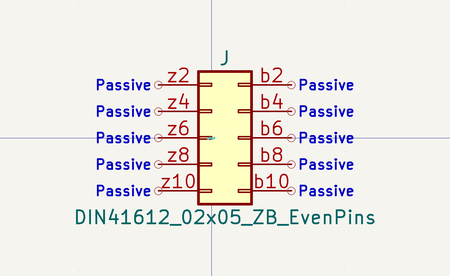 J
Passive z2 b2 Passive
Passive z4 b4 Passive
Passive z6 b6 Passive
Passive z8 b8 Passive
Passive z10 b10 Passive
DIN41612_02x05_ZB_EvenPins